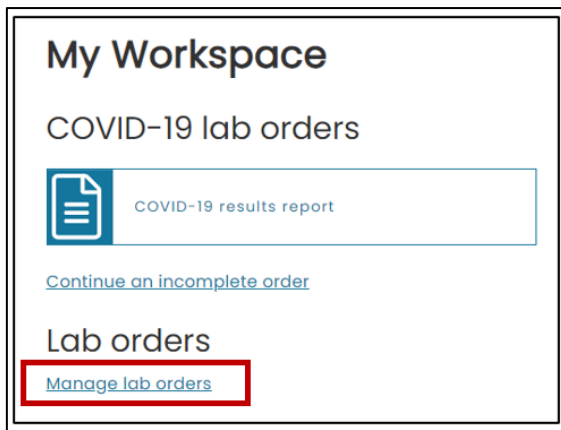 My Workspace
COVID-19 lab orders
COVID-19 results report
Continue an incomplete order
Lab orders
Manage lab orders